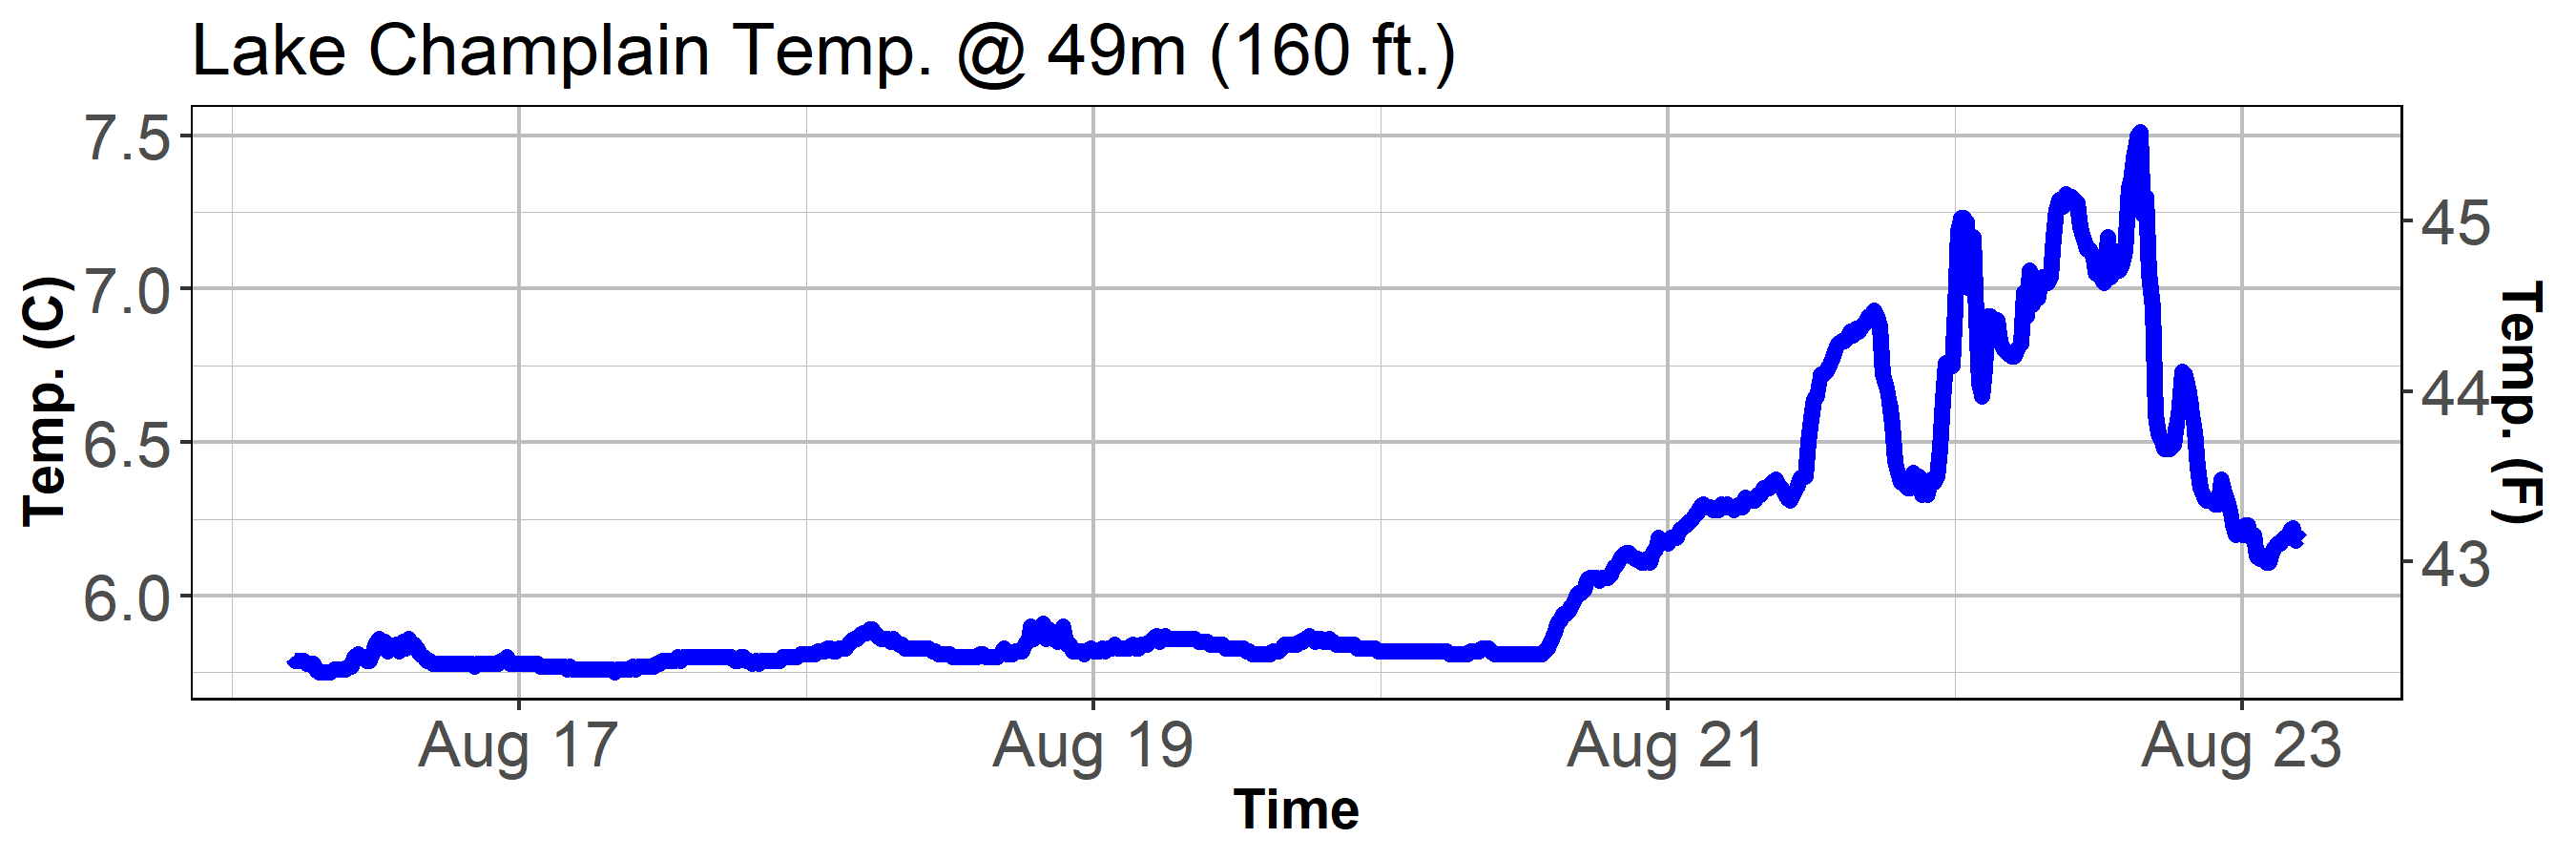 Lake Champlain Temp. @ 49m (160 ft.)
7.5
7.0
6.5
6.0
Temp. (C)
45
44
43
Temp. (F)
Aug 17
Aug 19
Aug 21
Aug 23
Time